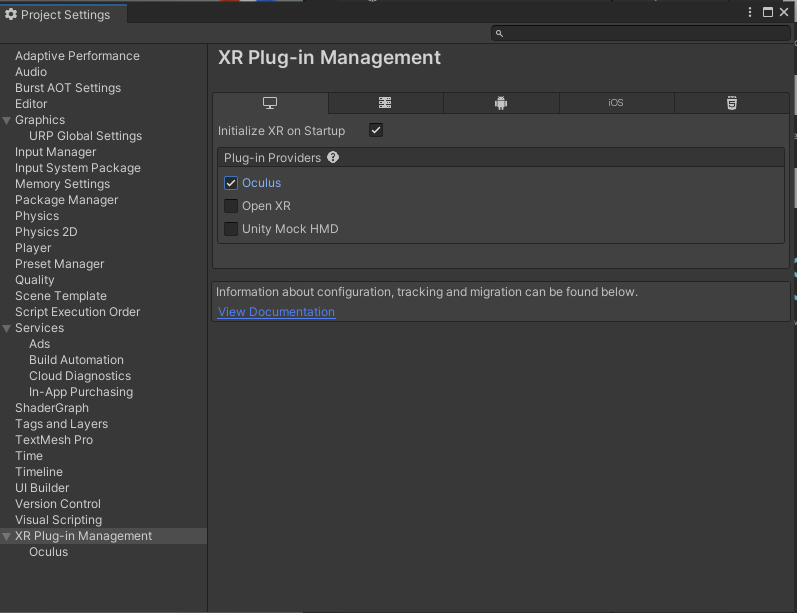 Project Settings
XR Plug-in Management
Adaptive Performance
Audio
Burst AOT Settings
Editor
Graphics
URP Global Settings
Input Manager
Input System Package
Memory Settings
Package Manager
Physics
Physics 2D
Player
Preset Manager
Quality
Scene Template
Script Execution Order
Services
Ads
Build Automation
Cloud Diagnostics
In-App Purchasing
ShaderGraph
Tags and Layers
TextMesh Pro
Time
Timeline
UI Builder
Version Control
Visual Scripting
XR Plug-in Management
Oculus
iOS
Initialize XR on Startup
Plug-in Providers
Oculus
Open XR
Unity Mock HMD
Information about configuration, tracking and migration can be found below.
View Documentation